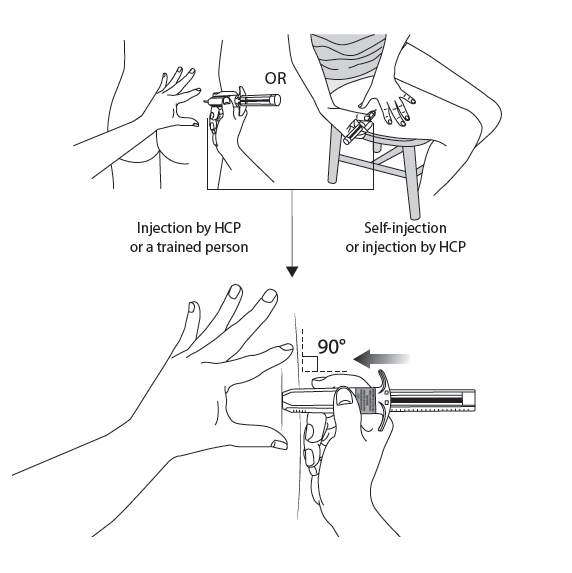 OR
Injection by HCP
or a trained person
Self-injection
or injection by HCP
90°